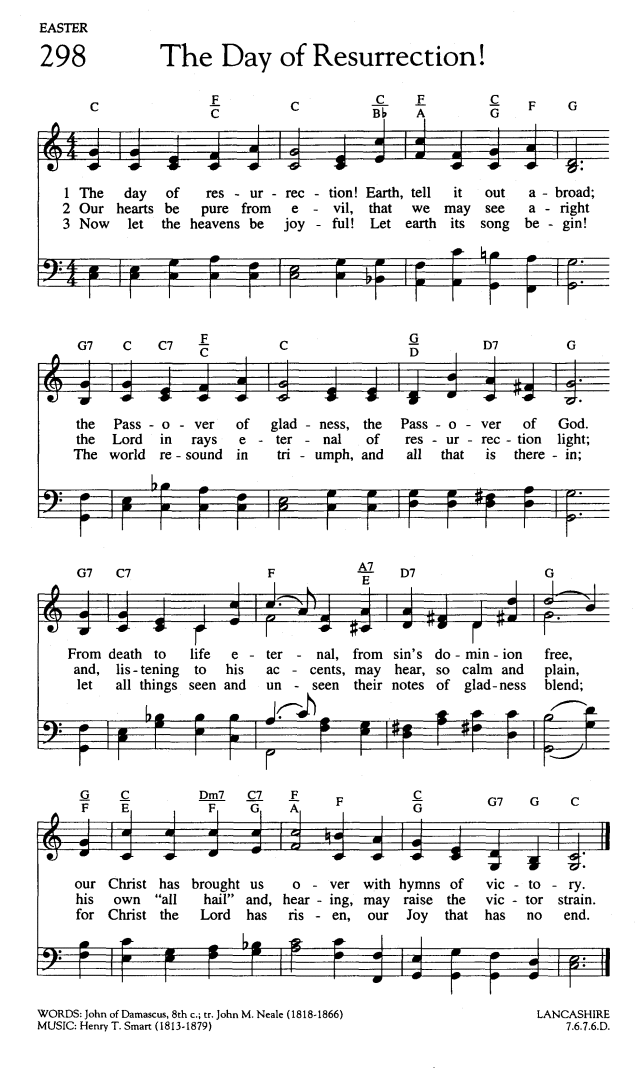 EASTER
298 The Day of Resurrection!
C F/C C C/B♭ F/A C/G F G
1 The day of res - ur - rec - tion! Earth, tell it out a - broad;
2 Our hearts be pure from e - vil, that we may see a - right
3 Now let the heavens be joy - ful! Let earth its song be - gin!
G7 C C7 F/C C G/D D7 G
the Pass - o - ver of glad - ness, the Pass - o - ver of God.
the Lord in rays e - ter - nal of res - ur - rec - tion light;
The world re - sound in tri - umph, and all that is there - in;
G7 C7 F A7/E D7 G
From death to life e - ter - nal, from sin's do - min - ion free,
and, lis - tening to his ac - cents, may hear, so calm and plain,
let all things seen and un - seen their notes of glad - ness blend;
G/F C/E Dm7/F C7/G F/A F C/G G7 G C
our Christ has brought us o - ver with hymns of vic - to - ry.
his own “all hail” and, hear - ing, may raise the vic - tor strain.
for Christ the Lord has ris - en, our Joy that has no end.
WORDS: John of Damascus, 8th c.; tr. John M. Neale (1818-1866) LANCASHIRE
MUSIC: Henry T. Smart (1813-1879) 7.6.7.6.D.